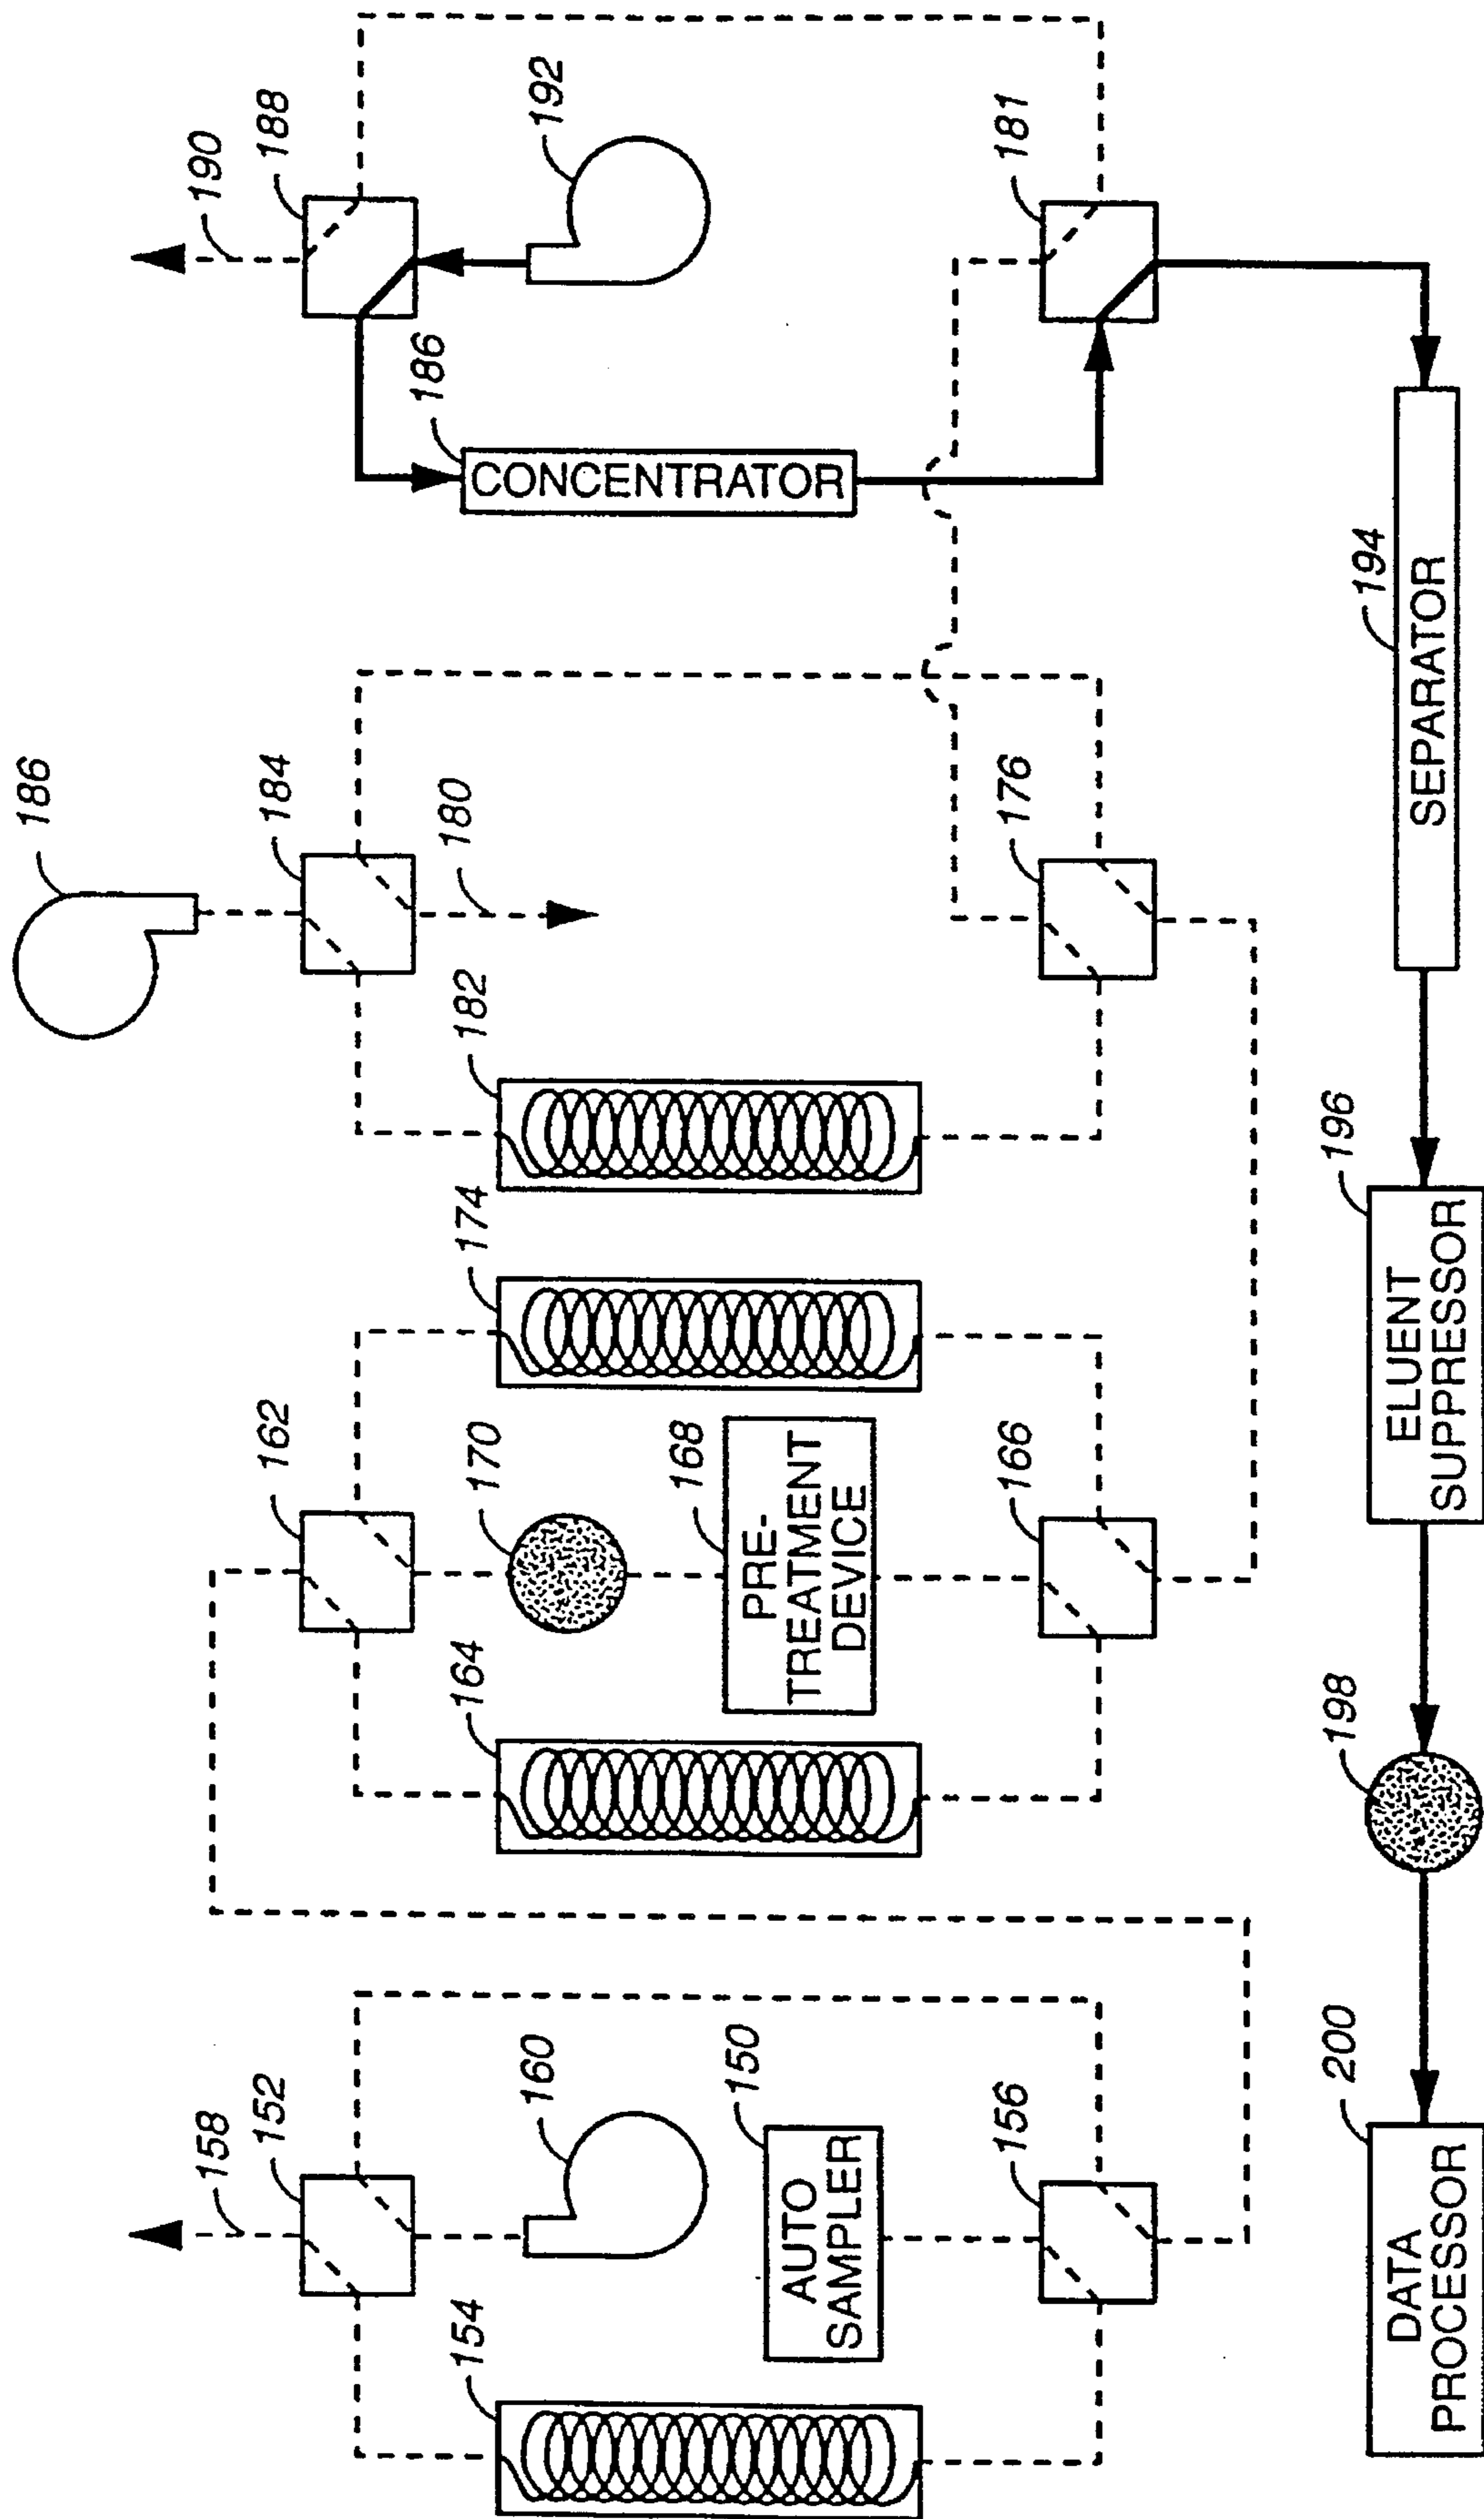 186
158
190
152
162
184
188
154
164
170
174
182
180
186
CONCENTRATOR
160
192
168
PRE-
TREATMENT
DEVICE
150
AUTO
SAMPLER
156
166
176
181
200
198
196
194
DATA
PROCESSOR
ELUENT
SUPPRESSOR
SEPARATOR